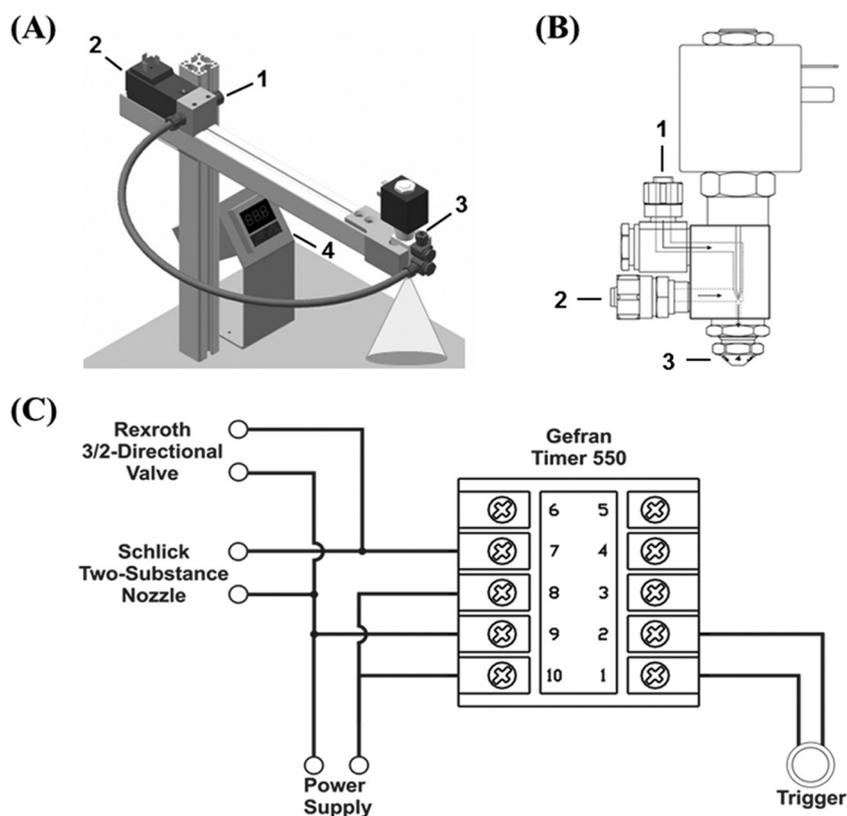 (A)
2
1
3
4
(B)
1
2
3
(C)
Rexroth
3/2-Directional
Valve
Schlick
Two-Substance
Nozzle
Gefran
Timer 550
6 5
7 4
8 3
9 2
10 1
Power
Supply
Trigger